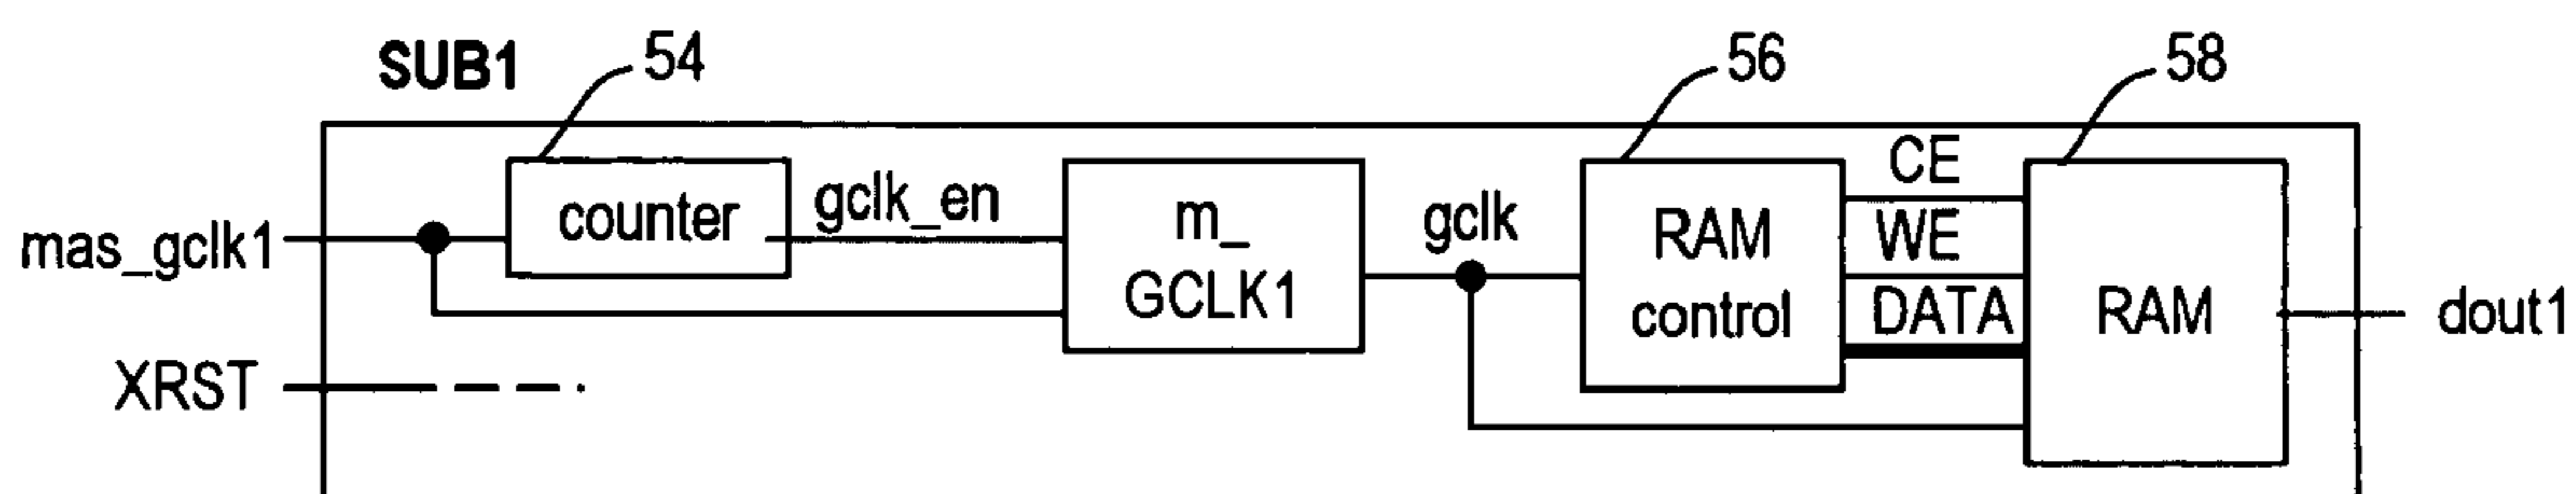 SUB1
54
56
58
mas_gclk1
counter
gclk_en
m_
GCLK1
gclk
RAM
control
CE
WE
DATA
RAM
dout1
XRST